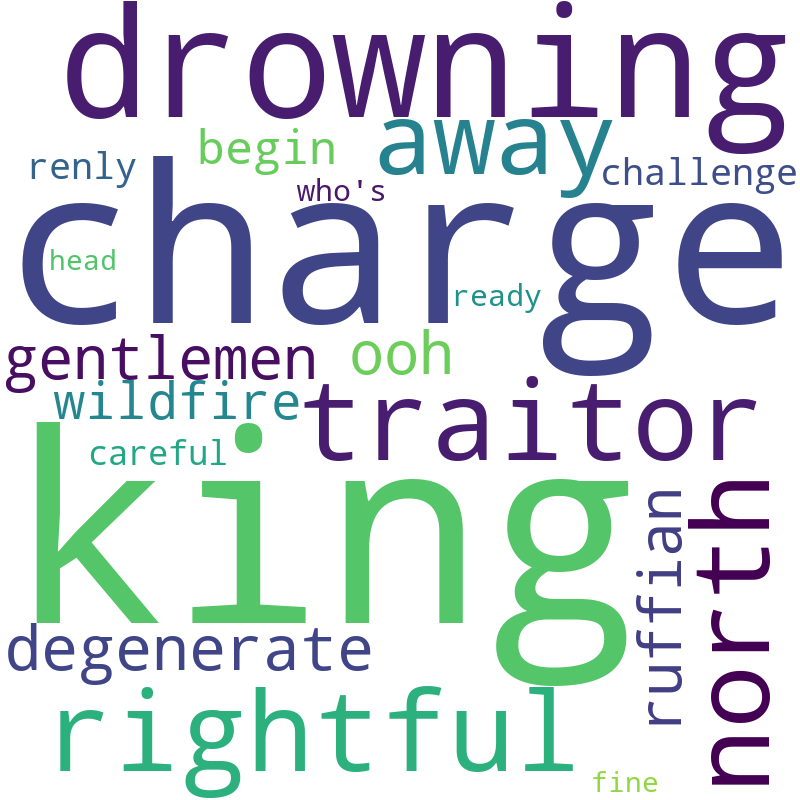 drowning
away
begin
renly
challenge
who's
charge
head
ready
gentlemen
ooh
wildfire
traitor
careful
king
north
ruffian
degenerate
rightful
fine